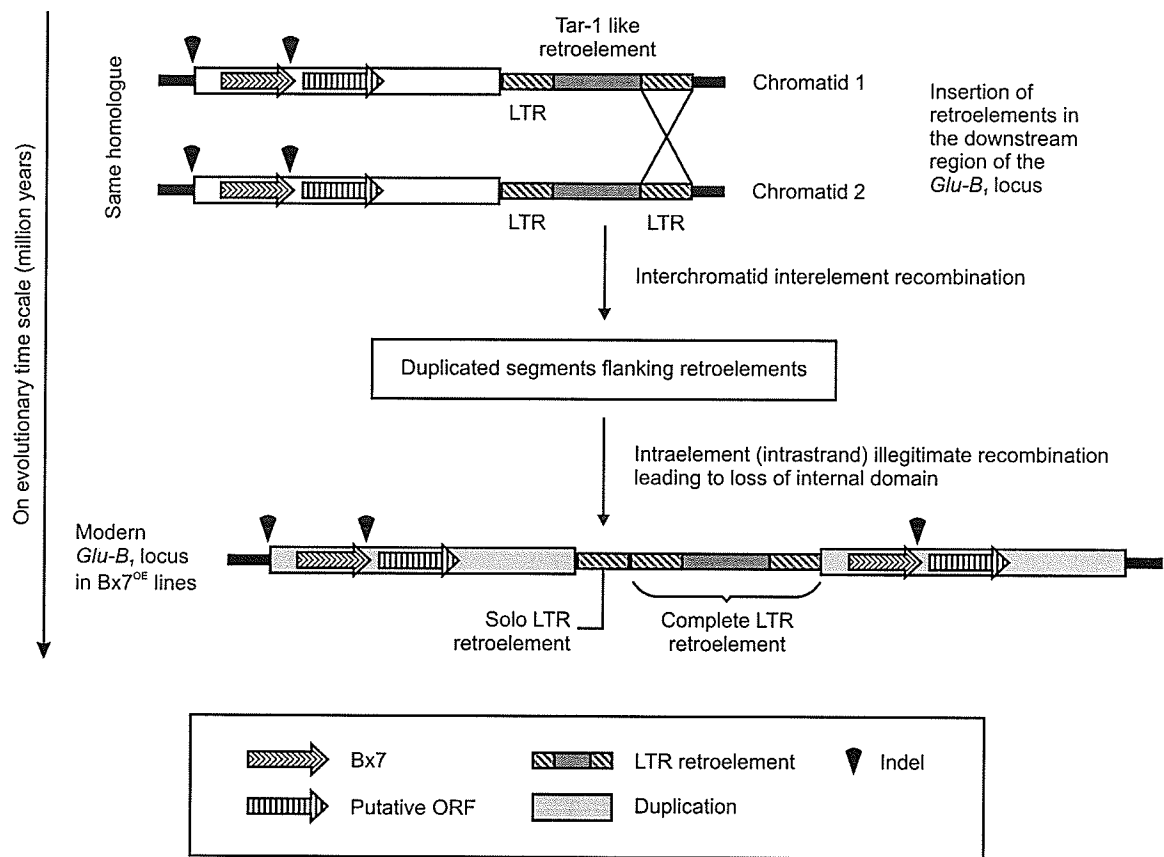 Tar-1 like
retroelement
Chromatid 1
LTR
Same homologue
Chromatid 2
LTR
LTR
Insertion of
retroelements in
the downstream
region of the
Glu-B, locus
On evolutionary time scale (million years)
Interchromatid interelement recombination
Duplicated segments flanking retroelements
Intraelement (intrastrand) illegitimate recombination
leading to loss of internal domain
Modern
Glu-B, locus
in Bx7OE lines
Solo LTR
retroelement
Complete LTR
retroelement
Bx7
LTR retroelement
Indel
Putative ORF
Duplication